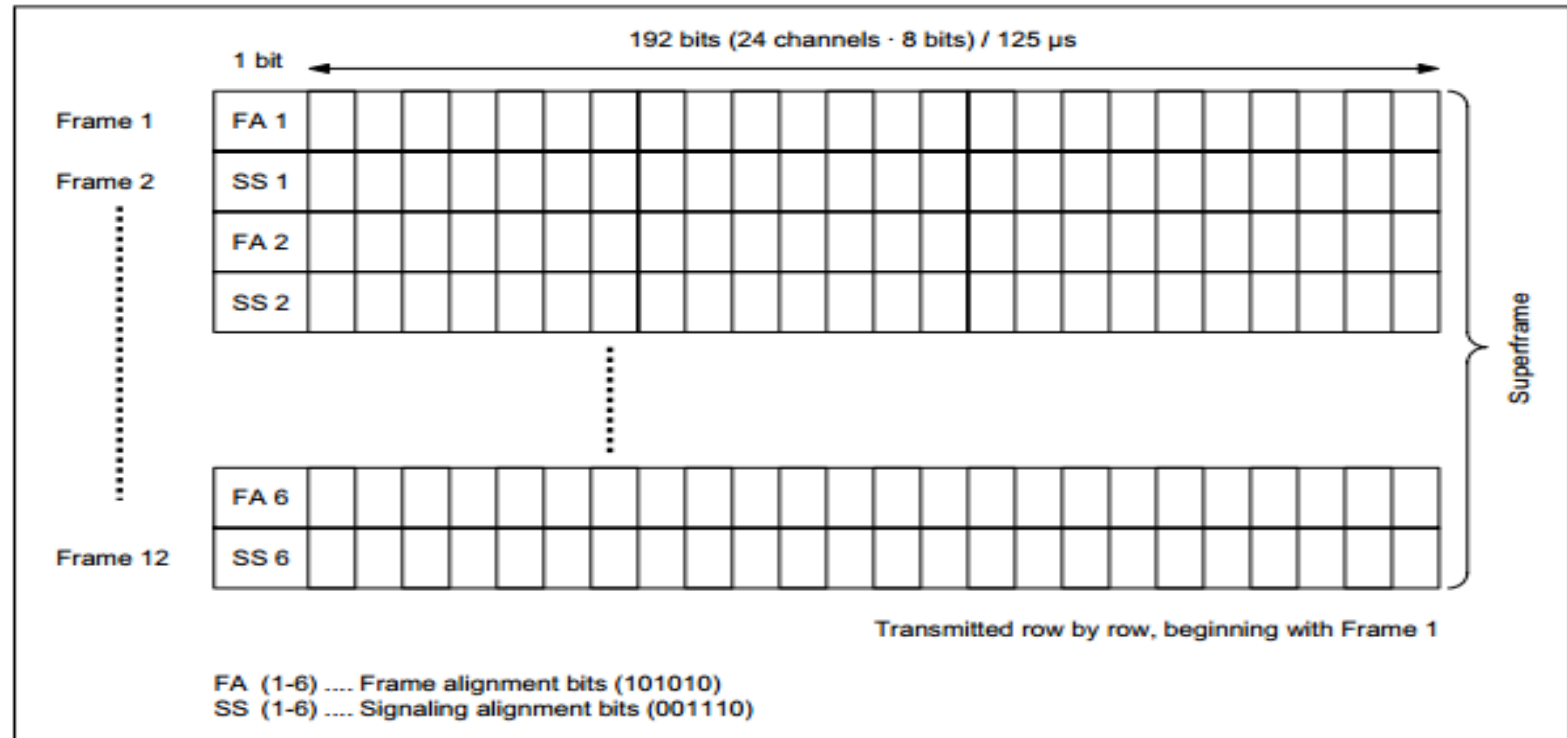 192 bits (24 channels · 8 bits) / 125 µs
1 bit
Frame 1
FA 1
Frame 2
SS 1
FA 2
SS 2
Superframe
FA 6
Frame 12
SS 6
Transmitted row by row, beginning with Frame 1
FA (1-6) .... Frame alignment bits (101010)
SS (1-6) .... Signaling alignment bits (001110)